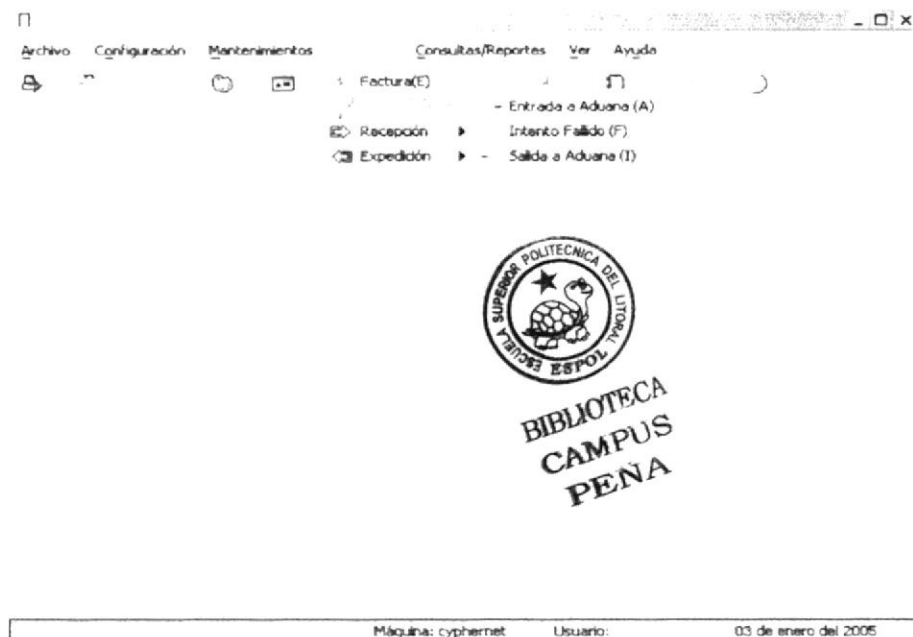 Archivo Configuración Mantenimientos Consultas/Reportes Ver Ayuda
Factura(E)
- Entrada a Aduana (A)
Recepción Intento Fallido (F)
Expedición - Salida a Aduana (I)
ESCUELA SUPERIOR POLITECNICA DEL LITORAL
ESPOL
BIBLIOTECA
CAMPUS
PEÑA
Máquina: cyphernet Usuario: 03 de enero del 2005